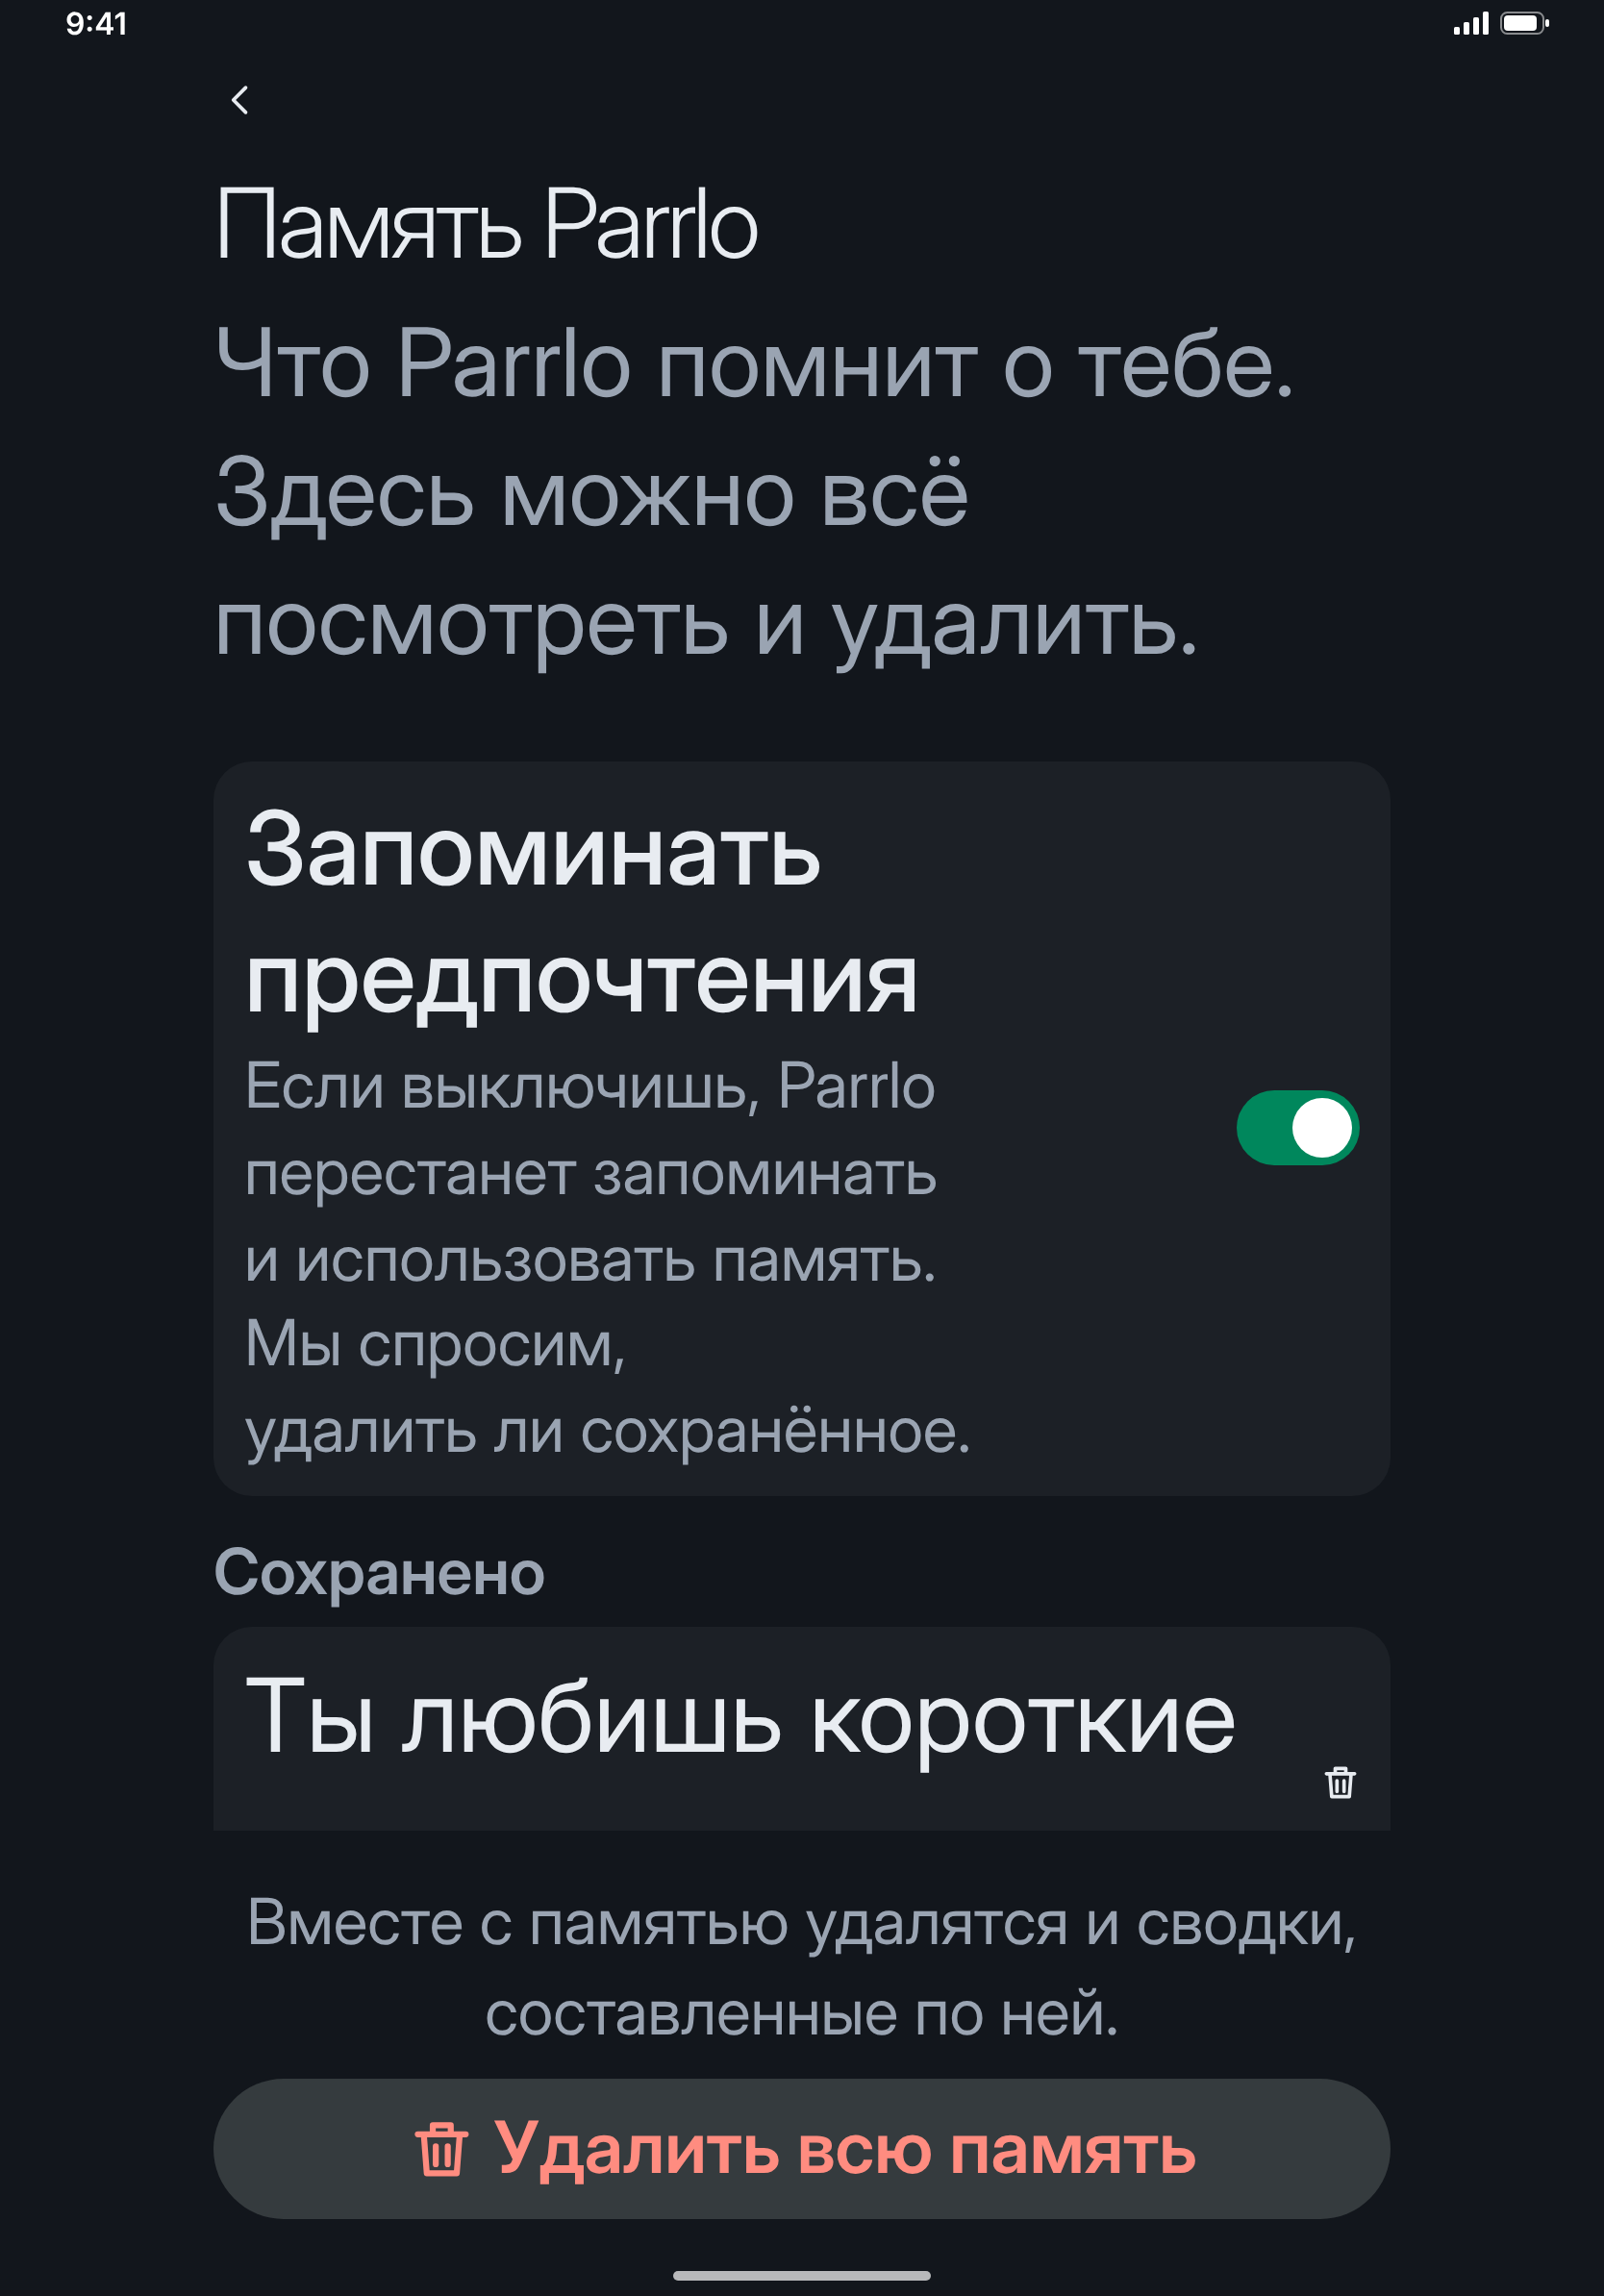 9:41
Память Parrlo
Что Parrlo помнит о тебе.
Здесь можно всё
посмотреть и удалить.
Запоминать
предпочтения
Если выключишь, Parrlo
перестанет запоминать
и использовать память.
Мы спросим,
удалить ли сохранённое.
Сохранено
Ты любишь короткие
Вместе с памятью удалятся и сводки,
составленные по ней.
Удалить всю память